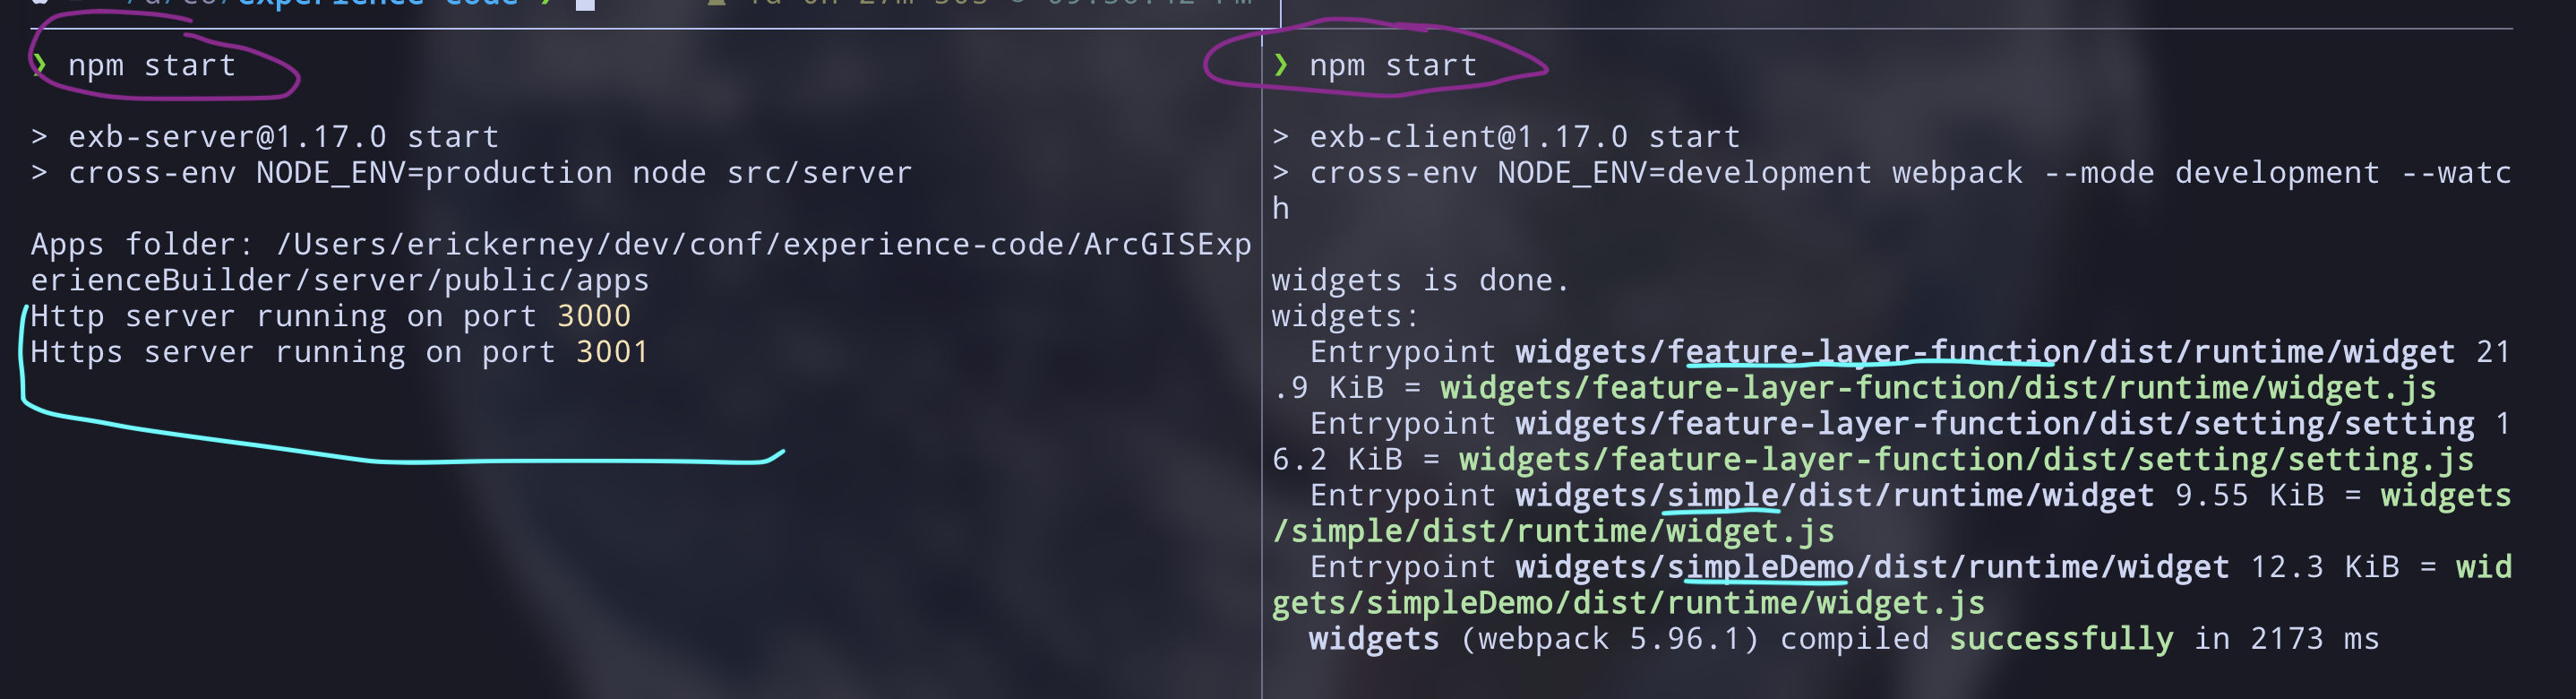 experience-code ❯
❯ npm start
> exb-server@1.17.0 start
> cross-env NODE_ENV=production node src/server
Apps folder: /Users/erickerney/dev/conf/experience-code/ArcGISExp
erienceBuilder/server/public/apps
Http server running on port 3000
Https server running on port 3001
❯ npm start
> exb-client@1.17.0 start
> cross-env NODE_ENV=development webpack --mode development --watc
h
widgets is done.
widgets:
Entrypoint widgets/feature-layer-function/dist/runtime/widget 21
.9 KiB = widgets/feature-layer-function/dist/runtime/widget.js
Entrypoint widgets/feature-layer-function/dist/setting/setting 1
6.2 KiB = widgets/feature-layer-function/dist/setting/setting.js
Entrypoint widgets/simple/dist/runtime/widget 9.55 KiB = widgets
/simple/dist/runtime/widget.js
Entrypoint widgets/simpleDemo/dist/runtime/widget 12.3 KiB = wid
gets/simpleDemo/dist/runtime/widget.js
widgets (webpack 5.96.1) compiled successfully in 2173 ms